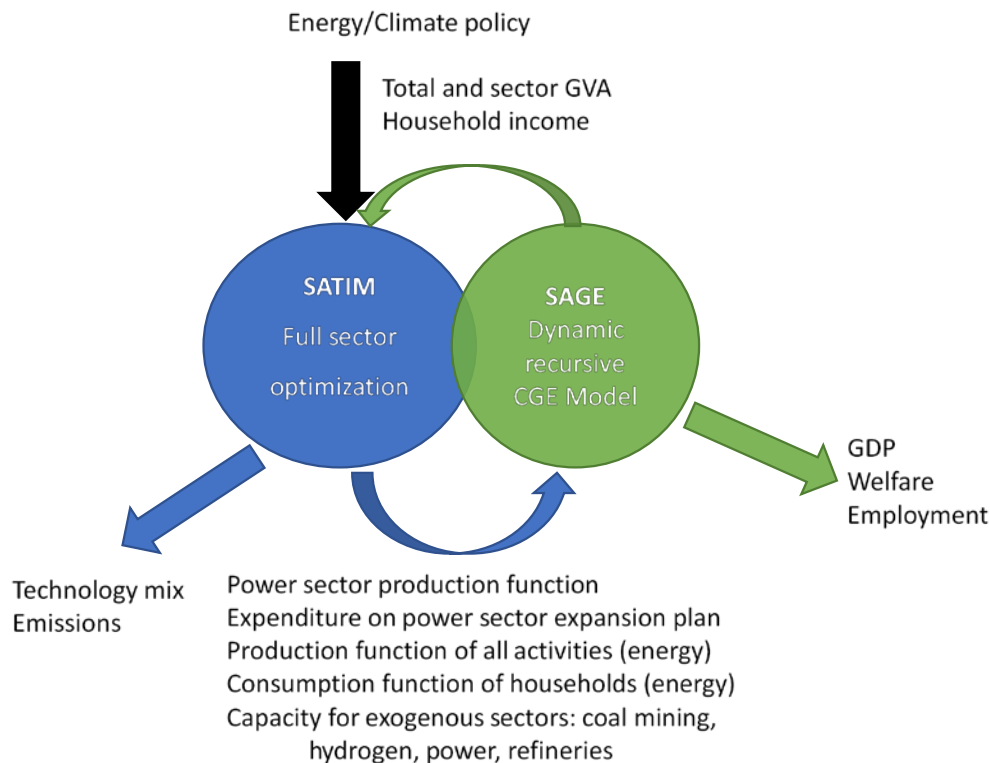 Energy/Climate policy
Total and sector GVA
Household income
SATIM
Full sector
optimization
SAGE
Dynamic
recursive
CGE Model
GDP
Welfare
Employment
Technology mix
Emissions
Power sector production function
Expenditure on power sector expansion plan
Production function of all activities (energy)
Consumption function of households (energy)
Capacity for exogenous sectors: coal mining,
hydrogen, power, refineries